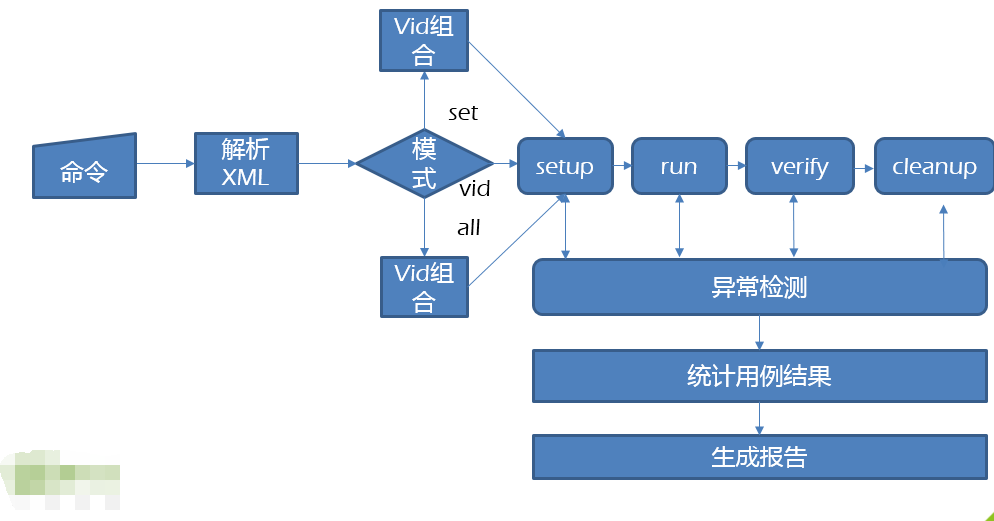 Vid组
合
set
命令
解析
XML
模
式
setup
run
verify
cleanup
vid
all
Vid组
合
异常检测
统计用例结果
生成报告